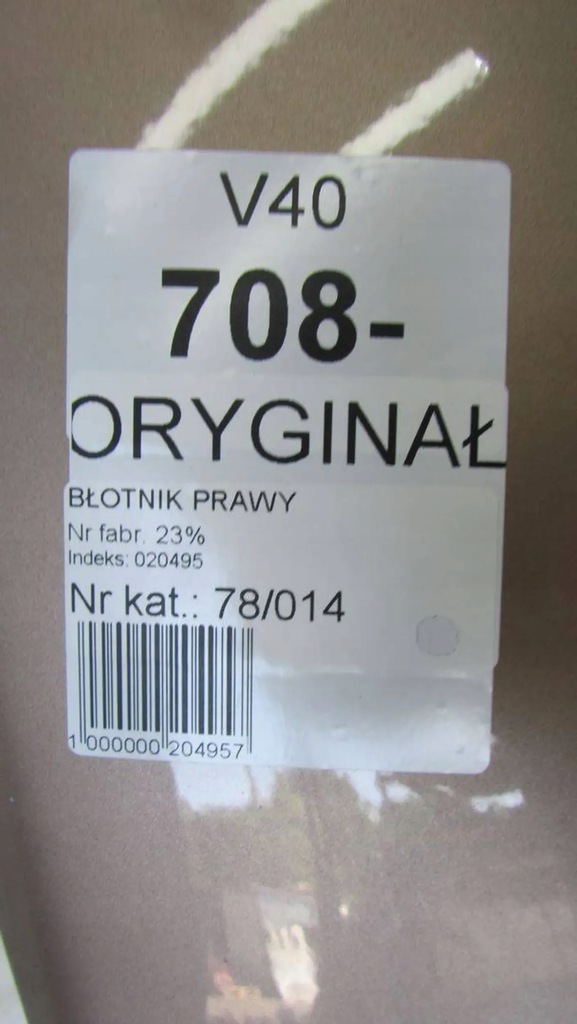 V40
708-
ORYGINAŁ
BŁOTNIK PRAWY
Nr fabr. 23%
Indeks: 020495
Nr kat.: 78/014
1 000000 204957